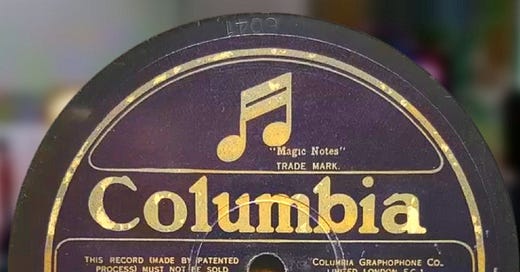 "Magic Notes"
TRADE MARK.
Columbia
THIS RECORD (MADE BY PATENTED
PROCESS) MUST NOT BE SOLD
COLUMBIA GRAPHOPHONE CO.
LIMITED LONDON E.C.1